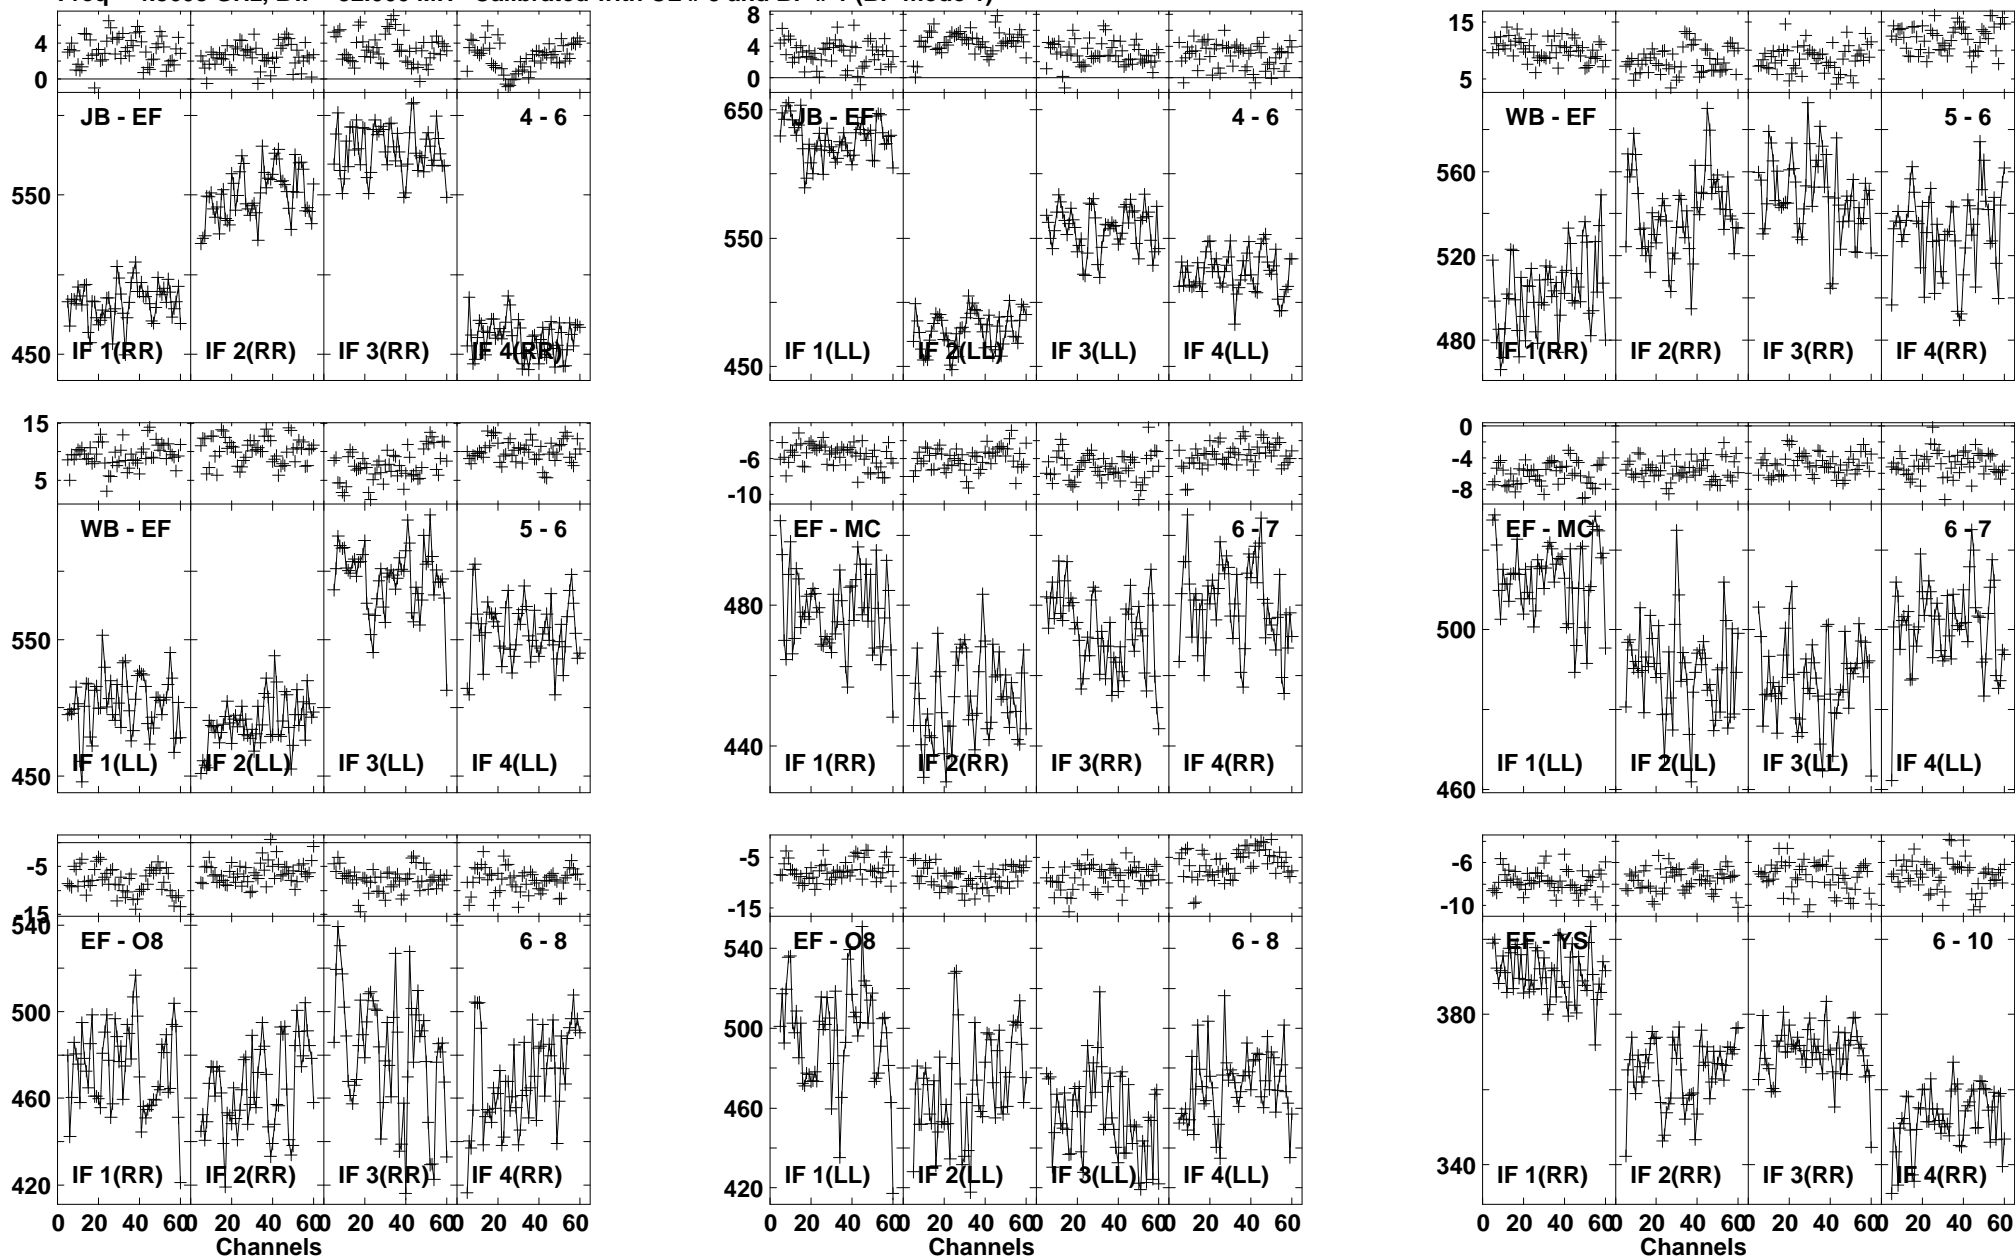 8
4 4
0 0
15
5
JB - EF 4 - 6
550
450
IF 1(RR) IF 2(RR) IF 3(RR) IF 4(RR)
JB - EF 4 - 6
650
550
450
IF 1(LL) IF 2(LL) IF 3(LL) IF 4(LL)
WB - EF 5 - 6
560
520
480
IF 1(RR) IF 2(RR) IF 3(RR) IF 4(RR)
15
5
WB - EF 5 - 6
550
450
IF 1(LL) IF 2(LL) IF 3(LL) IF 4(LL)
-6
-10
EF - MC 6 - 7
480
440
IF 1(RR) IF 2(RR) IF 3(RR) IF 4(RR)
0
-4
-8
EF - MC 6 - 7
500
460
IF 1(LL) IF 2(LL) IF 3(LL) IF 4(LL)
-5
-15
540
EF - O8 6 - 8
500
460
420
IF 1(RR) IF 2(RR) IF 3(RR) IF 4(RR)
0 20 40 60 0 20 40 60 0 20 40 60 0 20 40 60
Channels
-5
-15
EF - O8 6 - 8
540
500
460
420
IF 1(LL) IF 2(LL) IF 3(LL) IF 4(LL)
0 20 40 60 0 20 40 60 0 20 40 60 0 20 40 60
Channels
-6
-10
EF - YS 6 - 10
380
340
IF 1(RR) IF 2(RR) IF 3(RR) IF 4(RR)
0 20 40 60 0 20 40 60 0 20 40 60 0 20 40 60
Channels